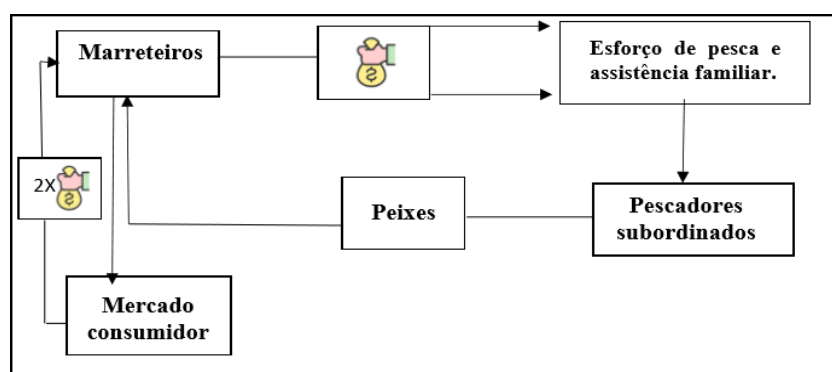 Marreteiros
Esforço de pesca e
assistência familiar.
2X
Peixes
Pescadores
subordinados
Mercado
consumidor